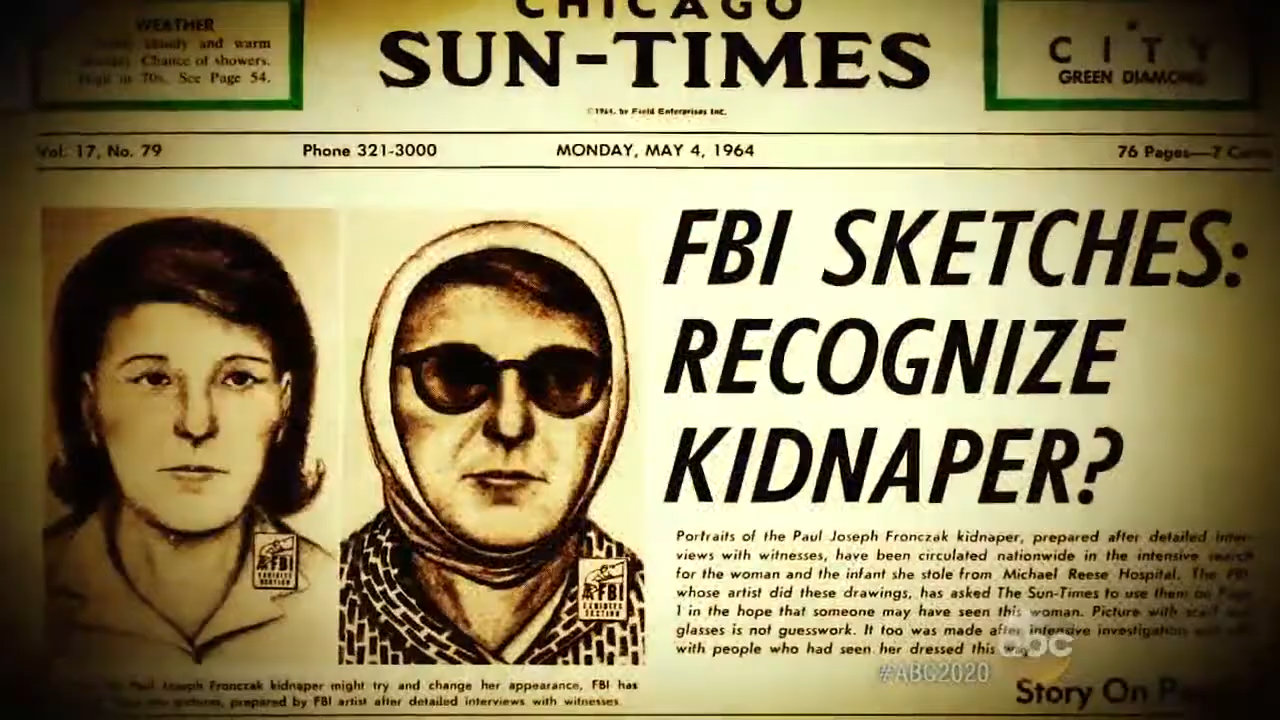 CHICAGO
SUN-TIMES
WEATHER
cloudy and warm
Chance of showers.
High in 70s. See Page 54.
CITY
GREEN DIAMOND
©1964, by Field Enterprises Inc.
Vol. 17, No. 79
Phone 321-3000
MONDAY, MAY 4, 1964
76 Pages—7
FBI SKETCHES:
RECOGNIZE
KIDNAPER?
Portraits of the Paul Joseph Fronczak kidnaper, prepared after detailed inter-
views with witnesses, have been circulated nationwide in the intensive search
for the woman and the infant she stole from Michael Reese Hospital. The FBI
whose artist did these drawings, has asked The Sun-Times to use them on Page
1 in the hope that someone may have seen this woman. Picture with scarf
glasses is not guesswork. It too was made after intensive investigation
with people who had seen her dressed this way.
FBI
EXHIBITS
SECTION
FBI
EXHIBITS
SECTION
Paul Joseph Fronczak kidnaper might try and change her appearance, FBI has
pictures, prepared by FBI artist after detailed interviews with witnesses.
abc
#ABC2020
Story On